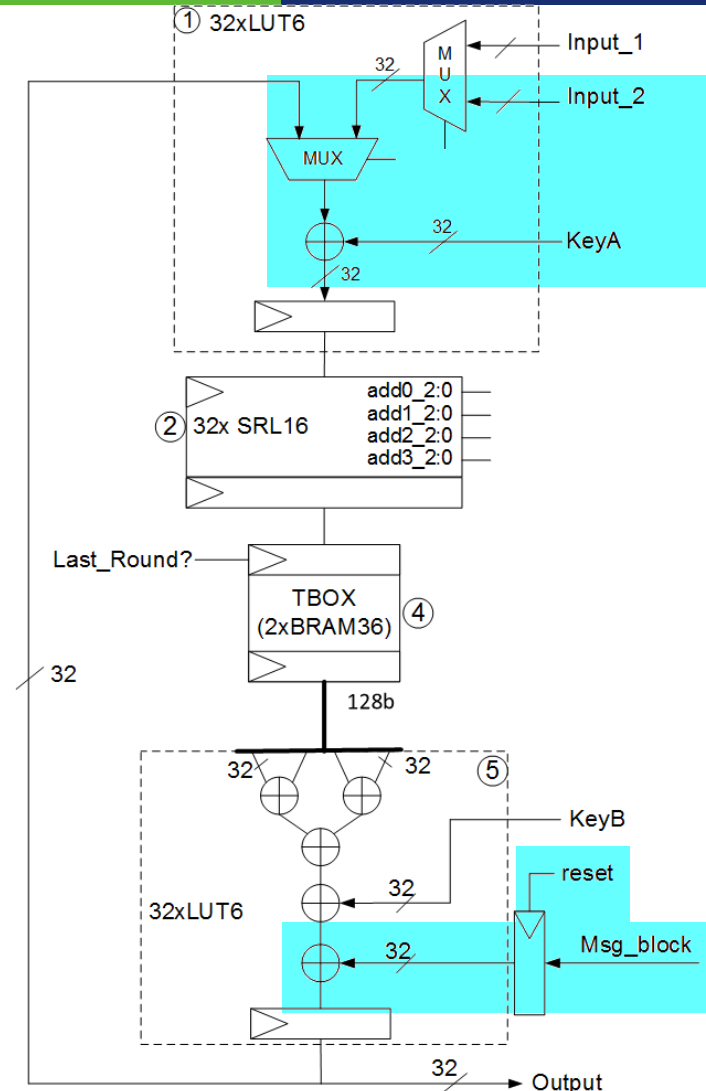 1 32xLUT6
Input_1
MUX
32
Input_2
MUX
32
KeyA
32
2 32x SRL16
add0_2:0
add1_2:0
add2_2:0
add3_2:0
Last_Round?
TBOX
(2xBRAM36)
4
32
128b
32
32
5
KeyB
32
reset
32xLUT6
32
Msg_block
32
Output